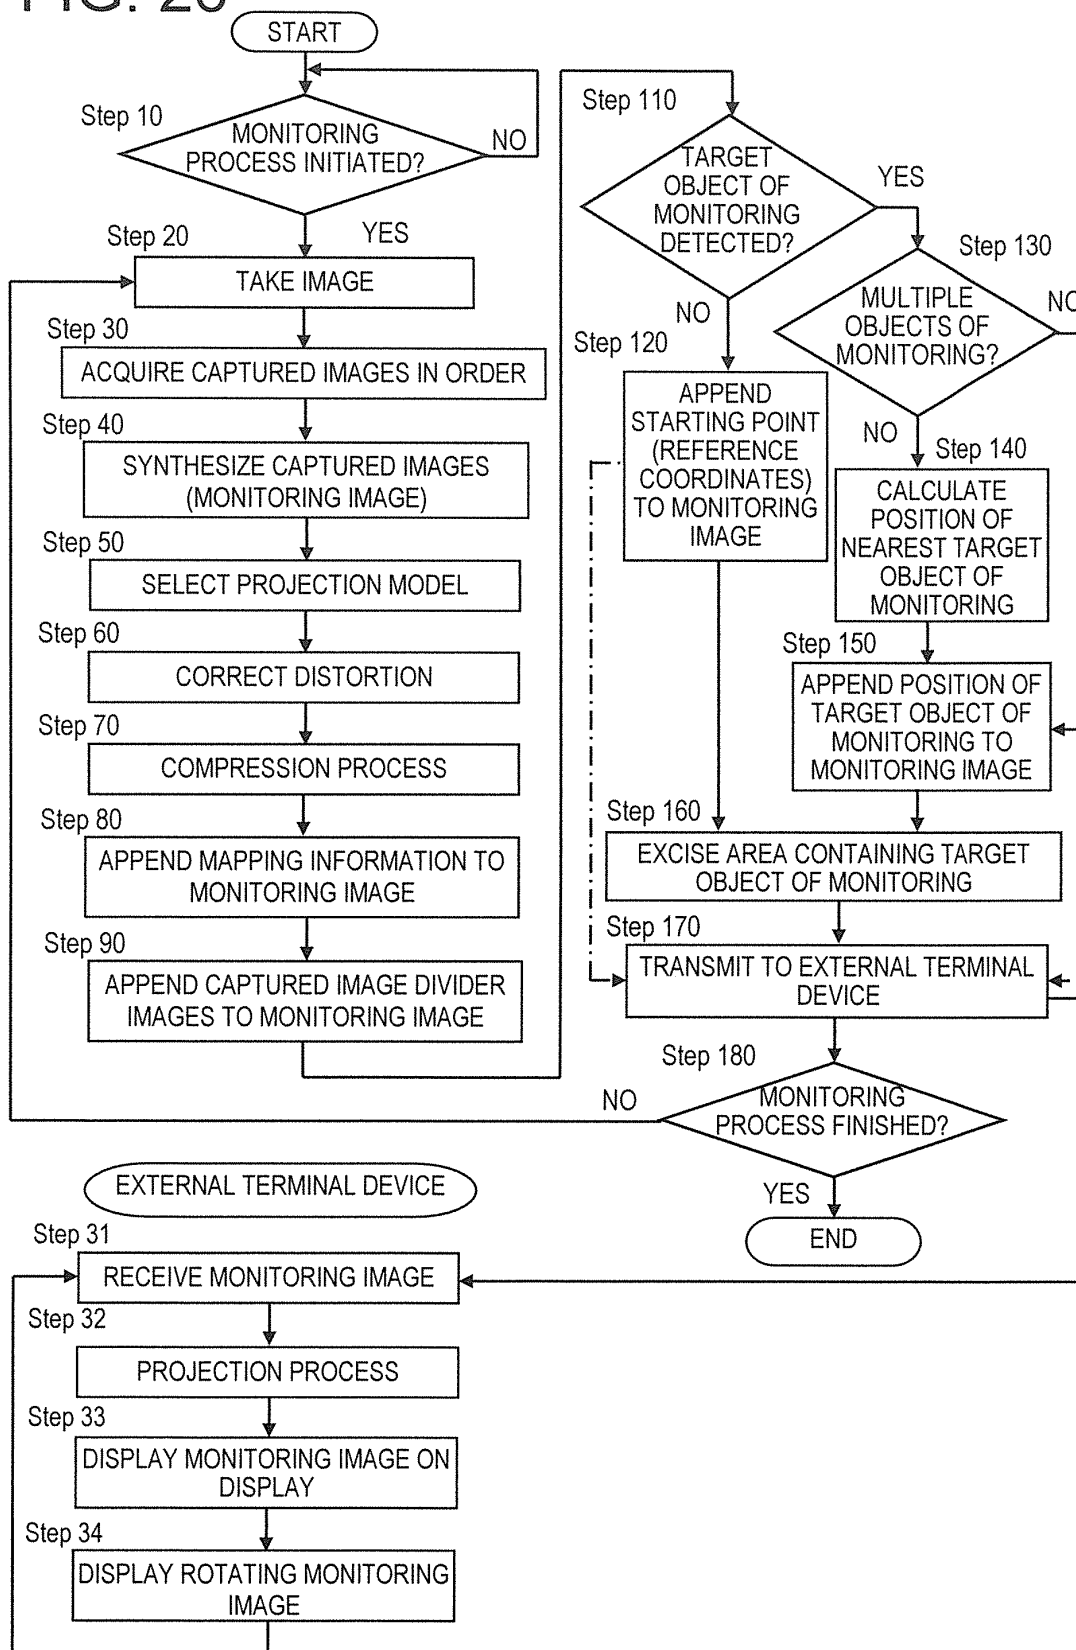 START
Step 10
MONITORING
PROCESS INITIATED?
NO
YES
Step 20
TAKE IMAGE
Step 30
ACQUIRE CAPTURED IMAGES IN ORDER
Step 40
SYNTHESIZE CAPTURED IMAGES
(MONITORING IMAGE)
Step 50
SELECT PROJECTION MODEL
Step 60
CORRECT DISTORTION
Step 70
COMPRESSION PROCESS
Step 80
APPEND MAPPING INFORMATION TO
MONITORING IMAGE
Step 90
APPEND CAPTURED IMAGE DIVIDER
IMAGES TO MONITORING IMAGE
Step 110
TARGET
OBJECT OF
MONITORING
DETECTED?
YES
NO
Step 120
APPEND
STARTING POINT
(REFERENCE
COORDINATES)
TO MONITORING
IMAGE
Step 130
MULTIPLE
OBJECTS OF
MONITORING?
NO
NO
Step 140
CALCULATE
POSITION OF
NEAREST TARGET
OBJECT OF
MONITORING
Step 150
APPEND POSITION OF
TARGET OBJECT OF
MONITORING TO
MONITORING IMAGE
Step 160
EXCISE AREA CONTAINING TARGET
OBJECT OF MONITORING
Step 170
TRANSMIT TO EXTERNAL TERMINAL
DEVICE
Step 180
MONITORING
PROCESS FINISHED?
NO
YES
END
EXTERNAL TERMINAL DEVICE
Step 31
RECEIVE MONITORING IMAGE
Step 32
PROJECTION PROCESS
Step 33
DISPLAY MONITORING IMAGE ON
DISPLAY
Step 34
DISPLAY ROTATING MONITORING
IMAGE